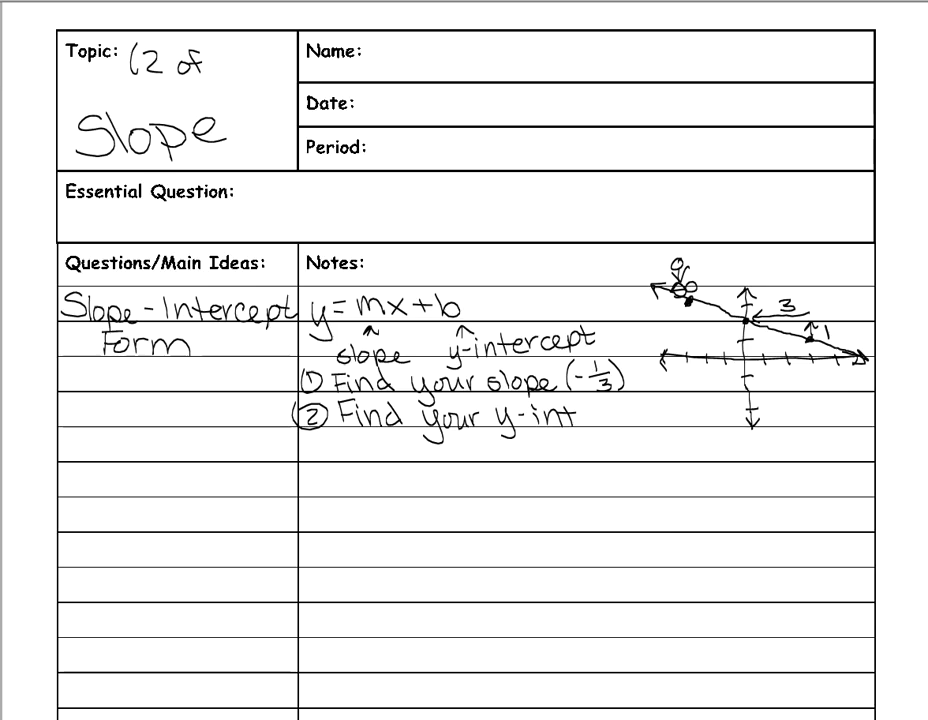 Topic: (2 of
Slope
Name:
Date:
Period:
Essential Question:
Questions/Main Ideas:
Slope-Intercept
Form
Notes:
y=mx+b
slope y-intercept
① Find your slope (-1/3)
② Find your y-int
3
1